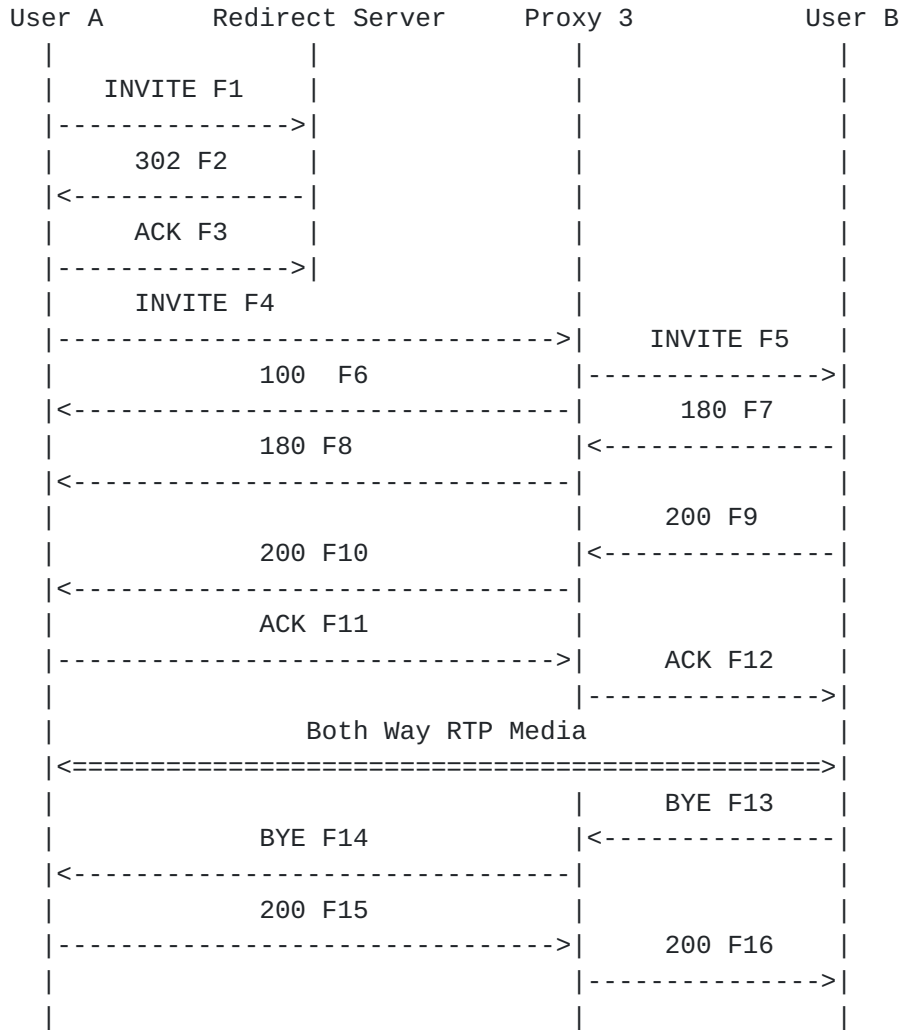 User A Redirect Server Proxy 3 User B
INVITE F1
302 F2
ACK F3
INVITE F4
INVITE F5
100 F6
180 F7
180 F8
200 F9
200 F10
ACK F11
ACK F12
Both Way RTP Media
BYE F13
BYE F14
200 F15
200 F16